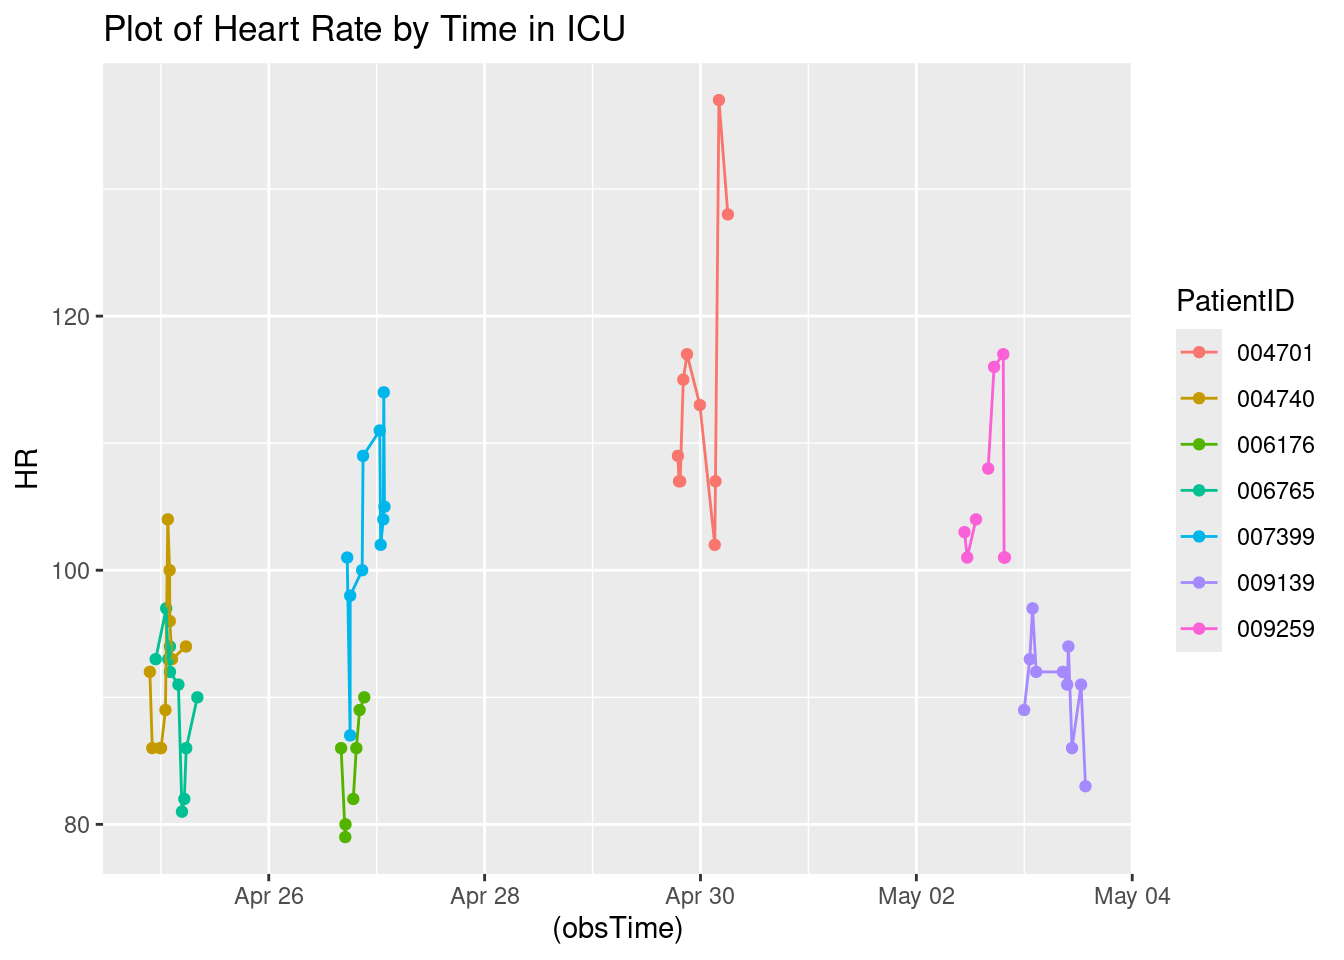 Plot of Heart Rate by Time in ICU
HR
120
100
80
Apr 26
Apr 28
Apr 30
May 02
May 04
(obsTime)
PatientID
004701
004740
006176
006765
007399
009139
009259